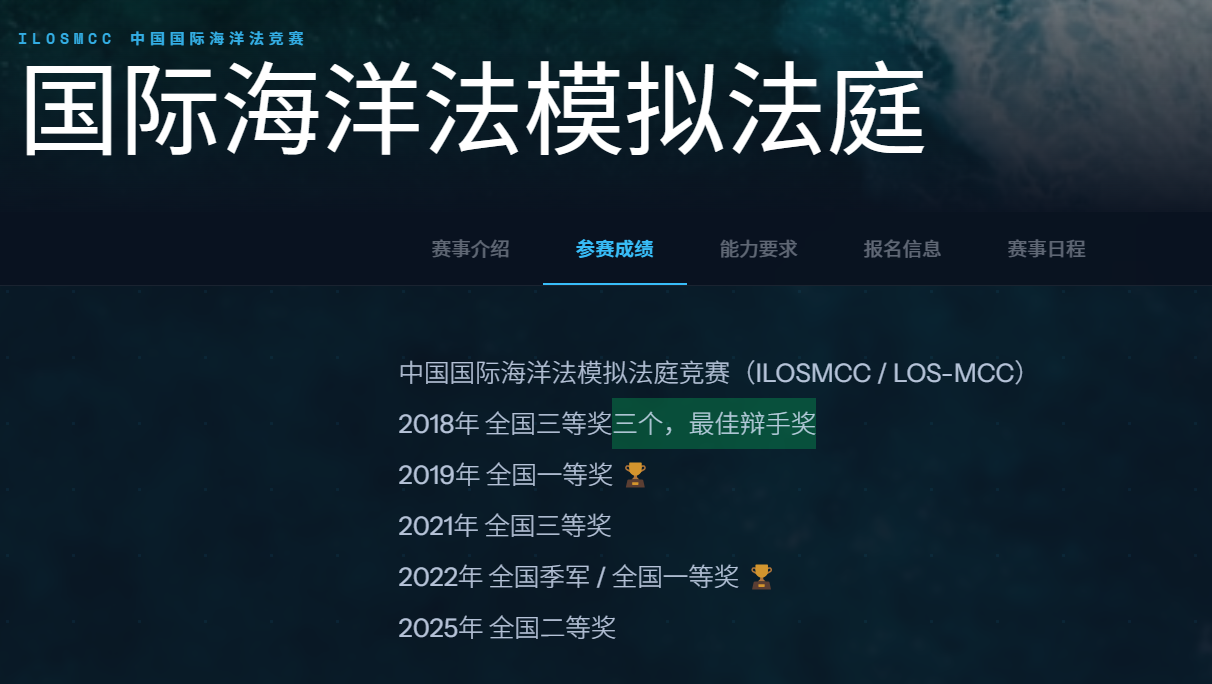 ILOSMCC 中国国际海洋法竞赛
国际海洋法模拟法庭
赛事介绍 参赛成绩 能力要求 报名信息 赛事日程
中国国际海洋法模拟法庭竞赛（ILOSMCC / LOS-MCC）
2018年 全国三等奖三个，最佳辩手奖
2019年 全国一等奖 🏆
2021年 全国三等奖
2022年 全国季军 / 全国一等奖 🏆
2025年 全国二等奖